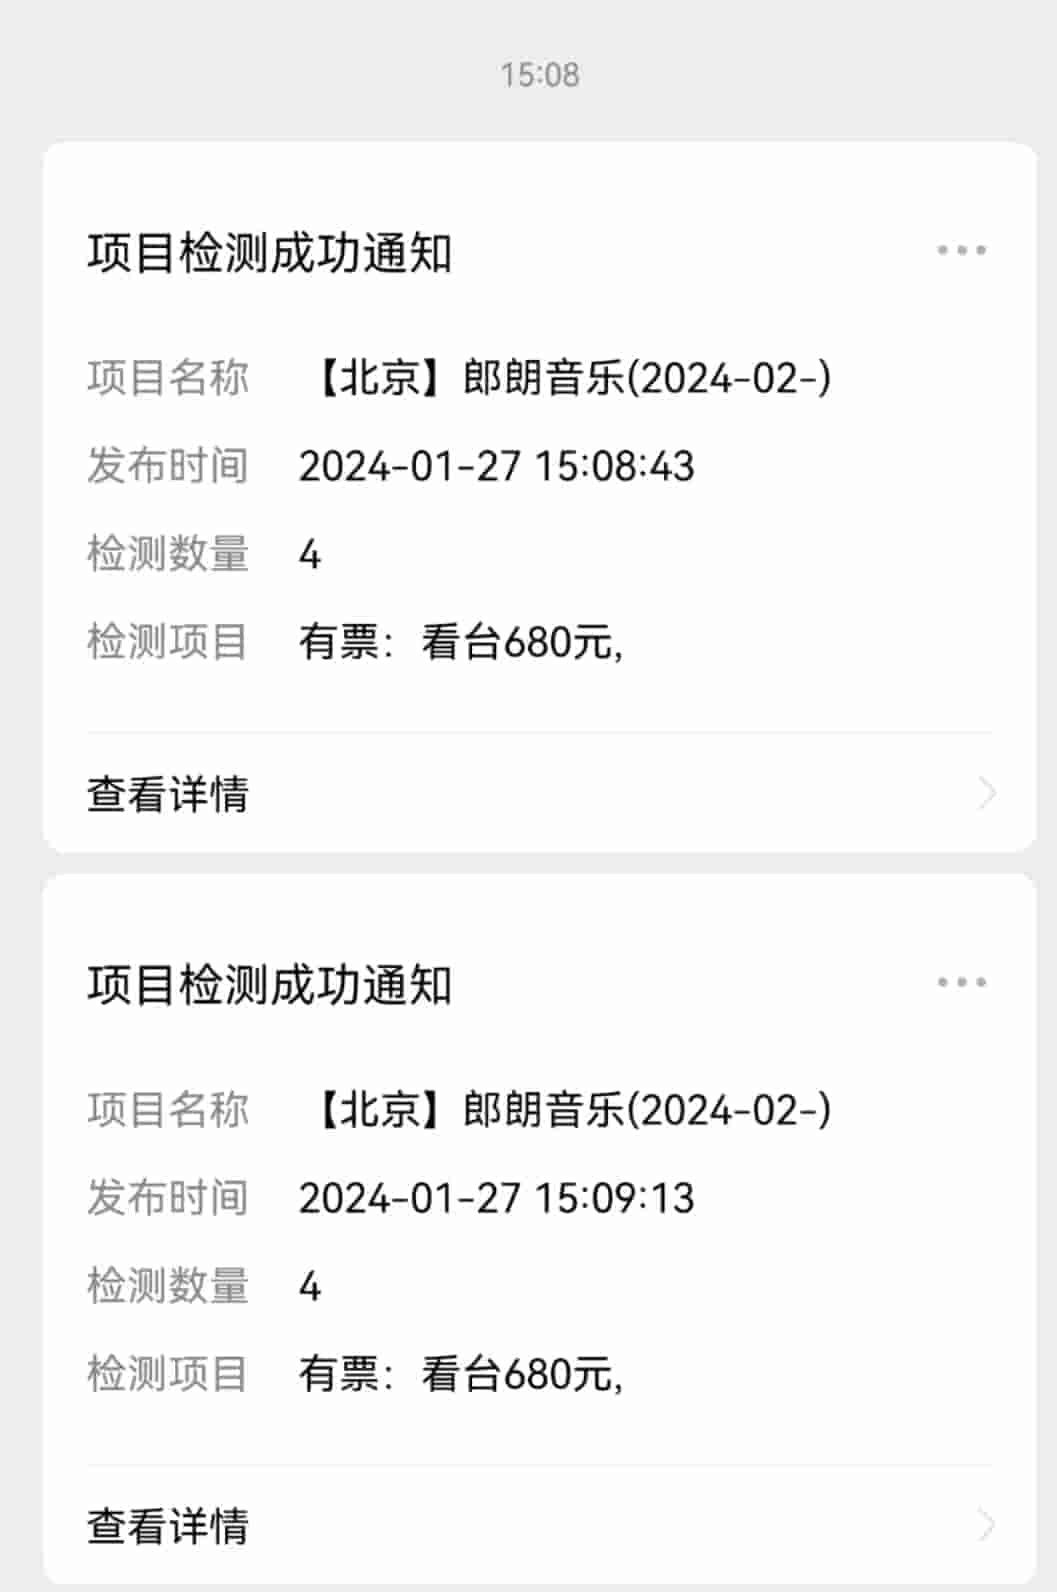 15:08
项目检测成功通知
项目名称 【北京】郎朗音乐(2024-02-)
发布时间 2024-01-27 15:08:43
检测数量 4
检测项目 有票：看台680元,
查看详情
项目检测成功通知
项目名称 【北京】郎朗音乐(2024-02-)
发布时间 2024-01-27 15:09:13
检测数量 4
检测项目 有票：看台680元,
查看详情